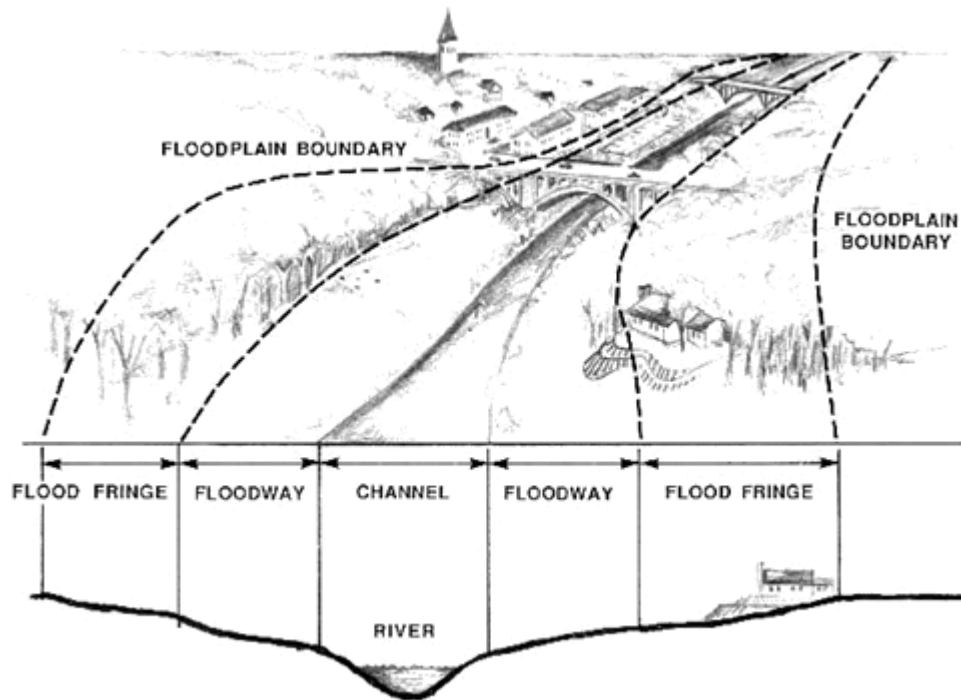 FLOODPLAIN BOUNDARY
FLOODPLAIN
BOUNDARY
FLOOD FRINGE
FLOODWAY
CHANNEL
FLOODWAY
FLOOD FRINGE
RIVER